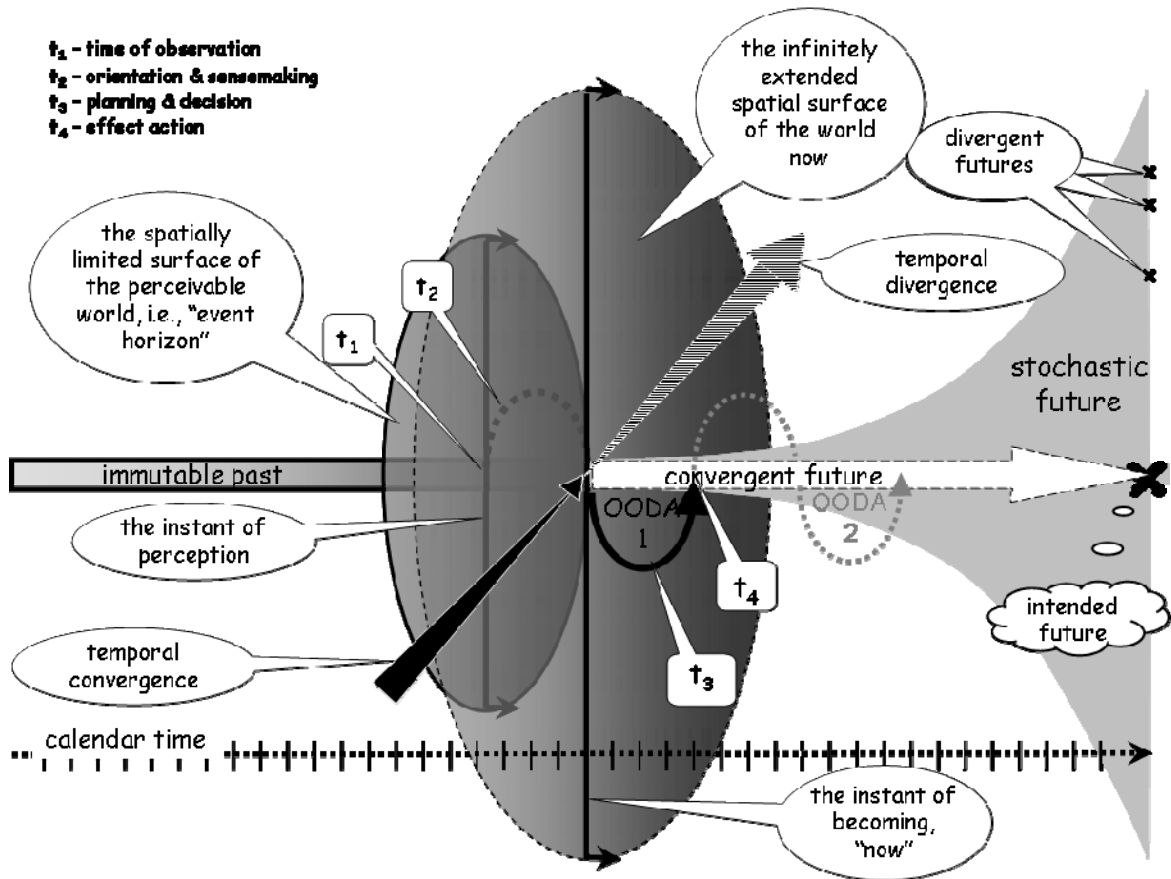 t₁ – time of observation
t₂ – orientation & sensemaking
t₃ – planning & decision
t₄ – effect action
the infinitely
extended
spatial surface
of the world
now
divergent
futures
the spatially
limited surface of
the perceivable
world, i.e., “event
horizon”
t₂
t₁
temporal
divergence
stochastic
future
immutable past
convergent future
the instant of
perception
OODA
1
OODA
2
t₄
intended
future
temporal
convergence
t₃
calendar time
the instant of
becoming,
“now”